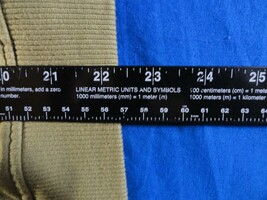 0 21 22 23 24 25
in millimeters, add a zero LINEAR METRIC UNITS AND SYMBOLS 100 centimeters (cm) = 1 meter
number. 1000 millimeters (mm) = 1 meter (m) 1000 meters (m) = 1 kilometer
51 52 53 54 55 56 57 58 59 60 61 62 63 64